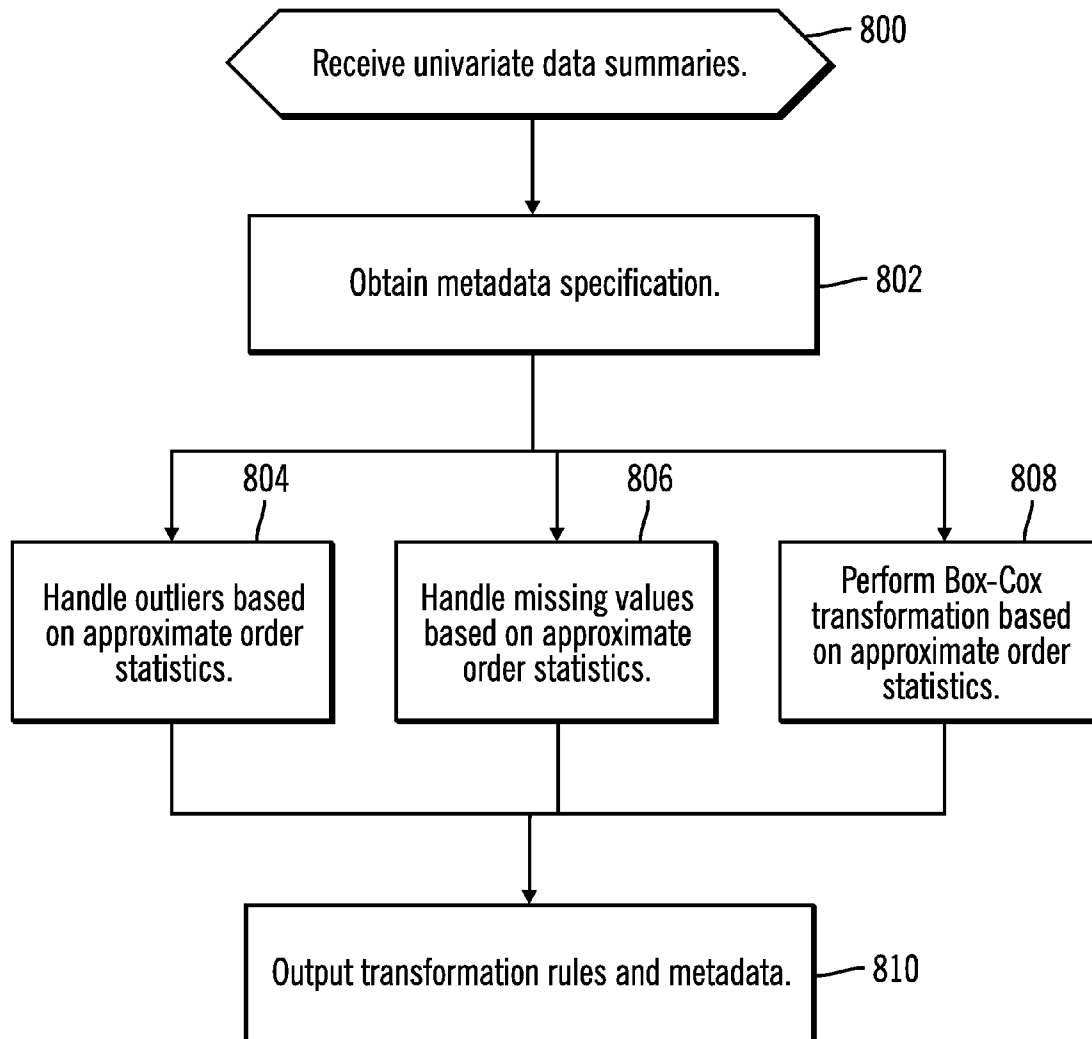 Receive univariate data summaries.
800
Obtain metadata specification.
802
804
806
808
Handle outliers based
on approximate order
statistics.
Handle missing values
based on approximate
order statistics.
Perform Box-Cox
transformation based
on approximate order
statistics.
Output transformation rules and metadata.
810